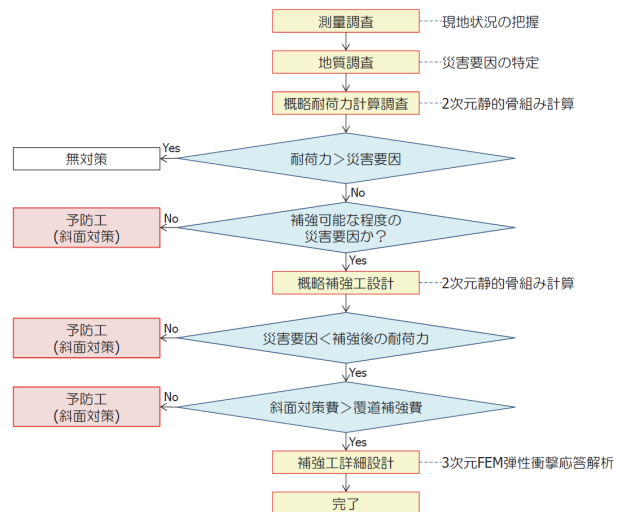 測量調査
現地状況の把握
地質調査
災害要因の特定
概略耐荷力計算調査
2次元静的骨組み計算
耐荷力＞災害要因
Yes
無対策
No
補強可能な程度の
災害要因か？
No
予防工
(斜面対策)
Yes
概略補強工設計
2次元静的骨組み計算
災害要因＜補強後の耐荷力
No
予防工
(斜面対策)
Yes
斜面対策費＞覆道補強費
No
予防工
(斜面対策)
Yes
補強工詳細設計
3次元FEM弾性衝撃応答解析
完了